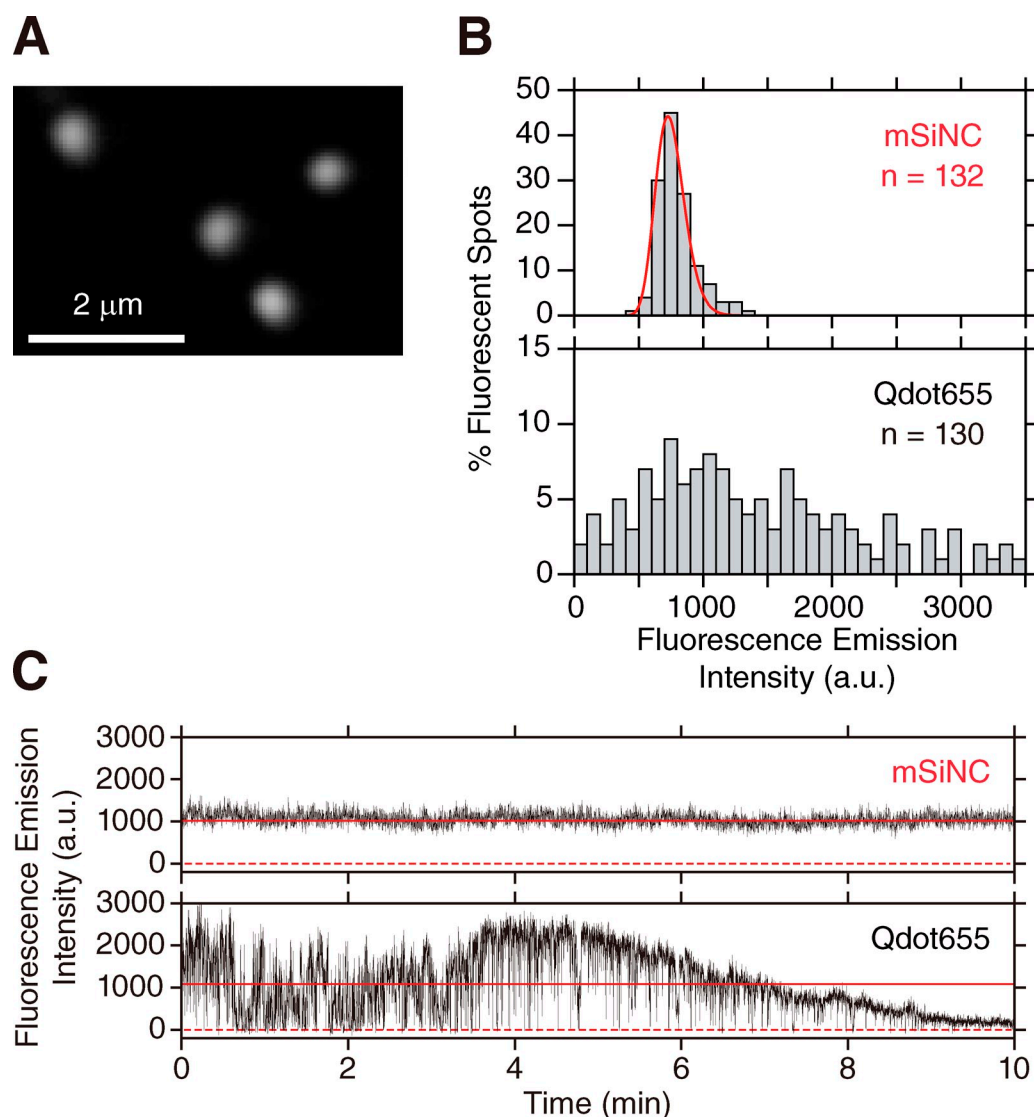 A
2 μm
B
% Fluorescent Spots
50
40
30
20
10
0
mSiNC
n = 132
15
10
5
0
Qdot655
n = 130
0 1000 2000 3000
Fluorescence Emission
Intensity (a.u.)
C
Fluorescence Emission
Intensity (a.u.)
3000
2000
1000
0
mSiNC
3000
2000
1000
0
Qdot655
0 2 4 6 8 10
Time (min)